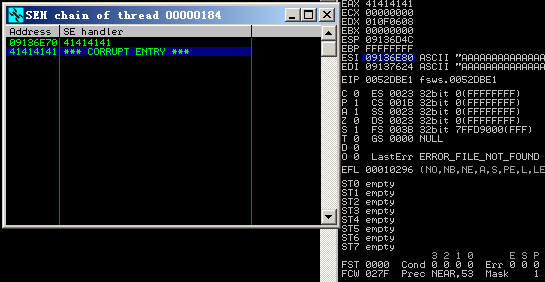 SEH chain of thread 00000184
Address SE handler
09136E70 41414141
41414141 *** CORRUPT ENTRY ***
EAX 41414141
ECX 00000000
EDX 010F0608
EBX 00000000
ESP 09136D4C
EBP FFFFFFFF
ESI 09136E80 ASCII "AAAAAAAAAAAAAA
EDI 09137624 ASCII "AAAAAAAAAAAAAA
EIP 0052DBE1 fsws.0052DBE1
C 0 ES 0023 32bit 0(FFFFFFFF)
P 1 CS 001B 32bit 0(FFFFFFFF)
A 1 SS 0023 32bit 0(FFFFFFFF)
Z 0 DS 0023 32bit 0(FFFFFFFF)
S 1 FS 003B 32bit 7FFD9000(FFF)
T 0 GS 0000 NULL
D 0
O 0 LastErr ERROR_FILE_NOT_FOUND
EFL 00010296 (NO,NB,NE,A,S,PE,L,LE
ST0 empty
ST1 empty
ST2 empty
ST3 empty
ST4 empty
ST5 empty
ST6 empty
ST7 empty
3 2 1 0 E S P
FST 0000 Cond 0 0 0 0 Err 0 0 0
FCW 027F Prec NEAR,53 Mask 1